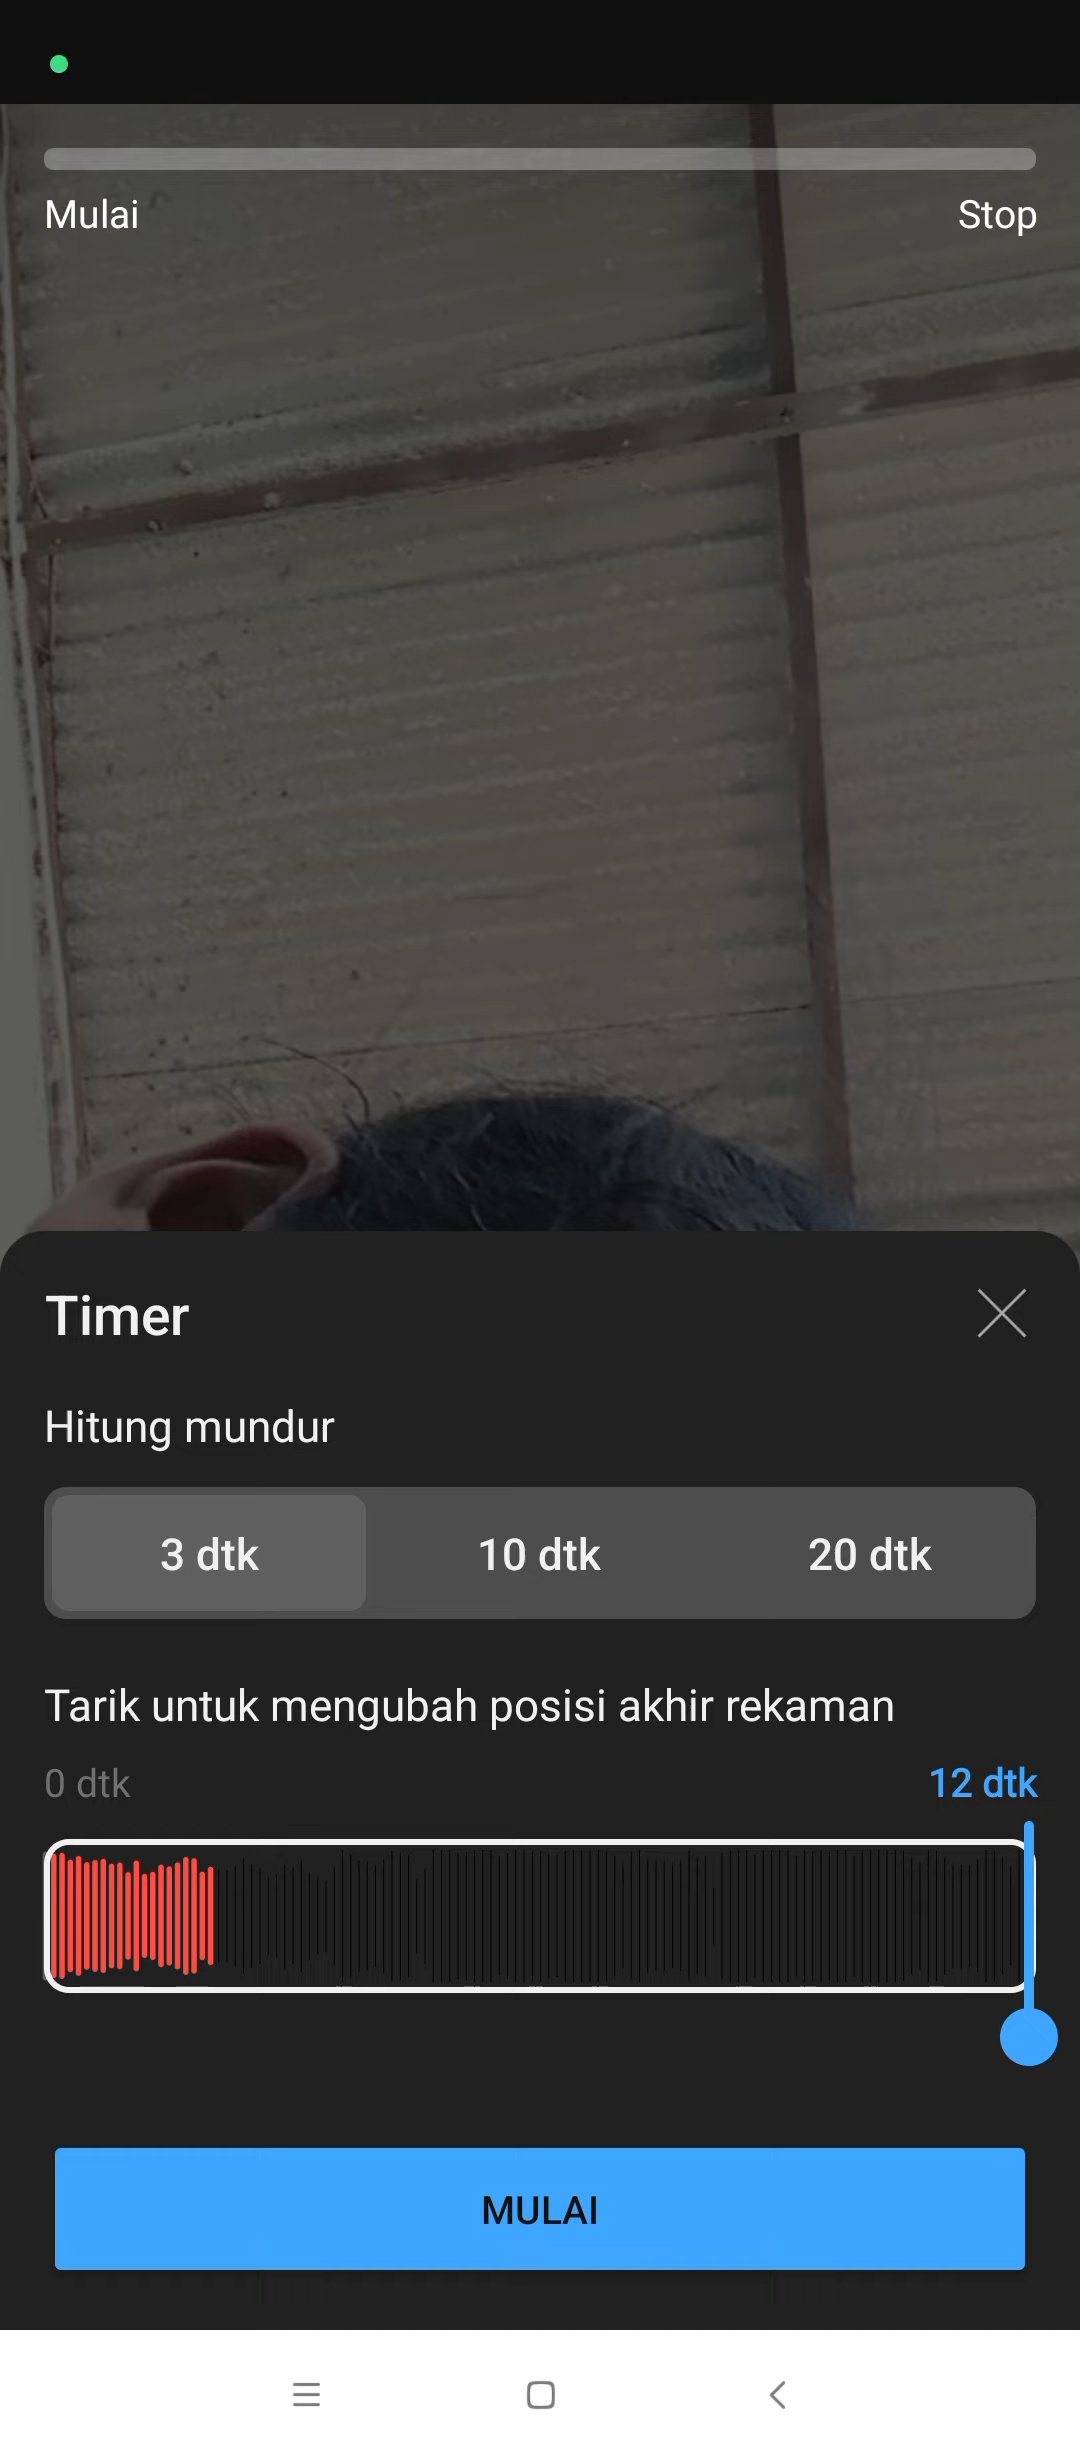 Mulai
Stop
Timer
Hitung mundur
3 dtk
10 dtk
20 dtk
Tarik untuk mengubah posisi akhir rekaman
0 dtk
12 dtk
MULAI